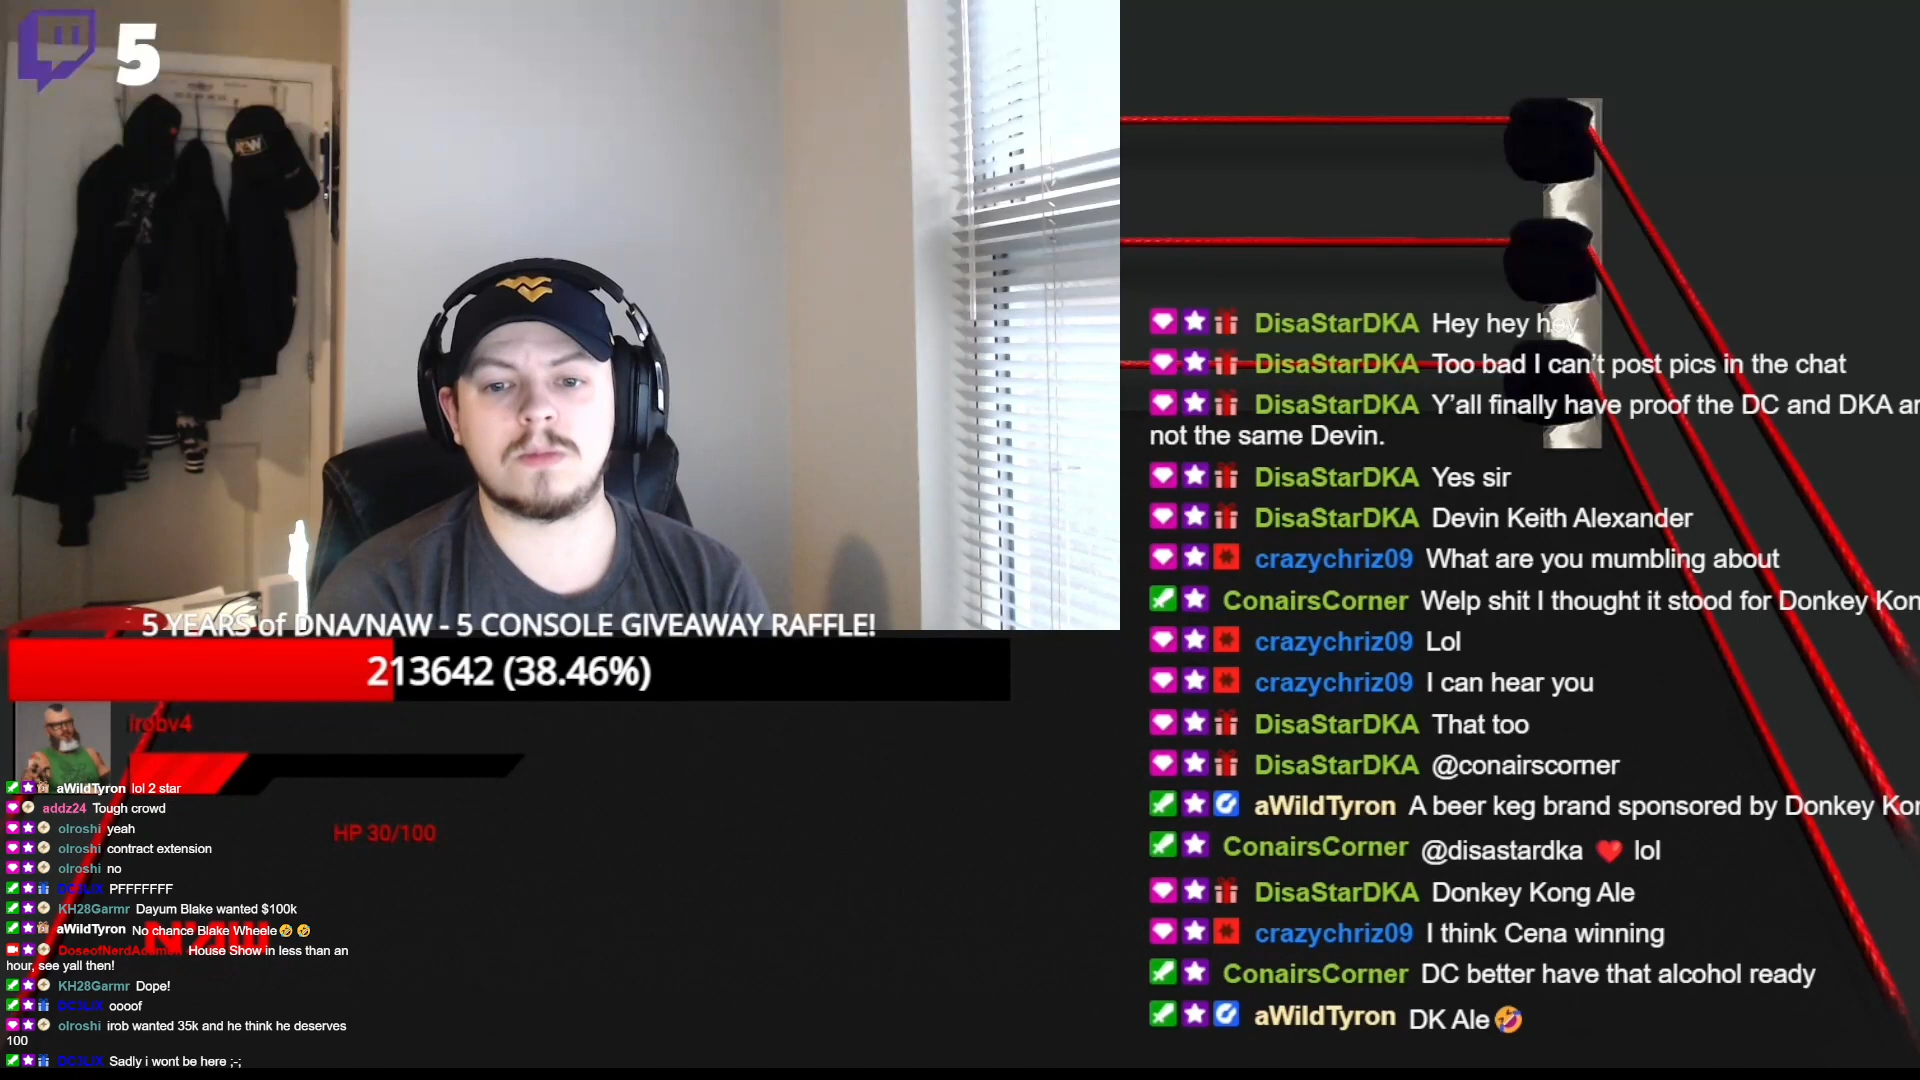 5
AEW
5 YEARS of DNA/NAW - 5 CONSOLE GIVEAWAY RAFFLE!
213642 (38.46%)
irobv4
HP 30/100
aWildTyron lol 2 star
addz24 Tough crowd
olroshi yeah
olroshi contract extension
olroshi no
DC3LIX PFFFFFFF
KH28Garmr Dayum Blake wanted $100k
aWildTyron No chance Blake Wheele🤣 🤣
House Show in less than an
hour, see yall then!
KH28Garmr Dope!
DC3LIX oooof
olroshi irob wanted 35k and he think he deserves
100
DC3LIX Sadly i wont be here ;-;
DisaStarDKA Hey hey hey
DisaStarDKA Too bad I can't post pics in the chat
DisaStarDKA Y'all finally have proof the DC and DKA ar
not the same Devin.
DisaStarDKA Yes sir
DisaStarDKA Devin Keith Alexander
crazychriz09 What are you mumbling about
ConairsCorner Welp shit I thought it stood for Donkey Kon
crazychriz09 Lol
crazychriz09 I can hear you
DisaStarDKA That too
DisaStarDKA @conairscorner
aWildTyron A beer keg brand sponsored by Donkey Kon
ConairsCorner @disastardka ❤️ lol
DisaStarDKA Donkey Kong Ale
crazychriz09 I think Cena winning
ConairsCorner DC better have that alcohol ready
aWildTyron DK Ale🤣